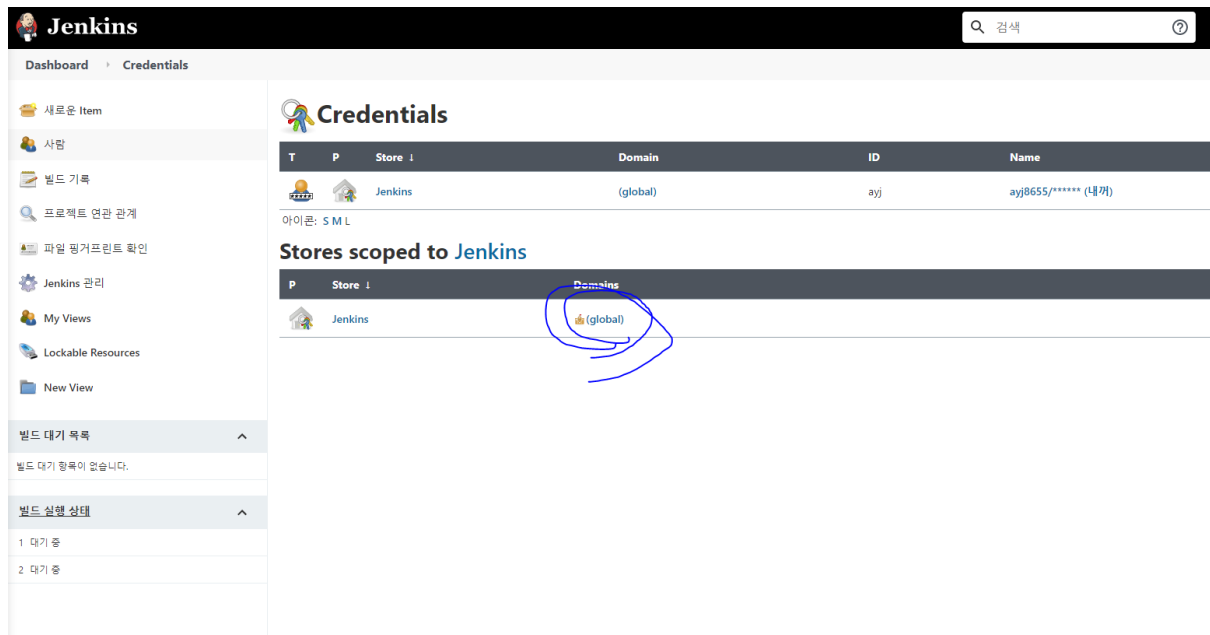 Jenkins
검색
Dashboard Credentials
새로운 Item
사람
빌드 기록
프로젝트 연관 관계
파일 핑거프린트 확인
Jenkins 관리
My Views
Lockable Resources
New View
빌드 대기 목록
빌드 대기 항목이 없습니다.
빌드 실행 상태
1 대기 중
2 대기 중
Credentials
T P Store ↓ Domain ID Name
Jenkins (global) ayj ayj8655/****** (내꺼)
아이콘: S M L
Stores scoped to Jenkins
P Store ↓ Domains
Jenkins (global)